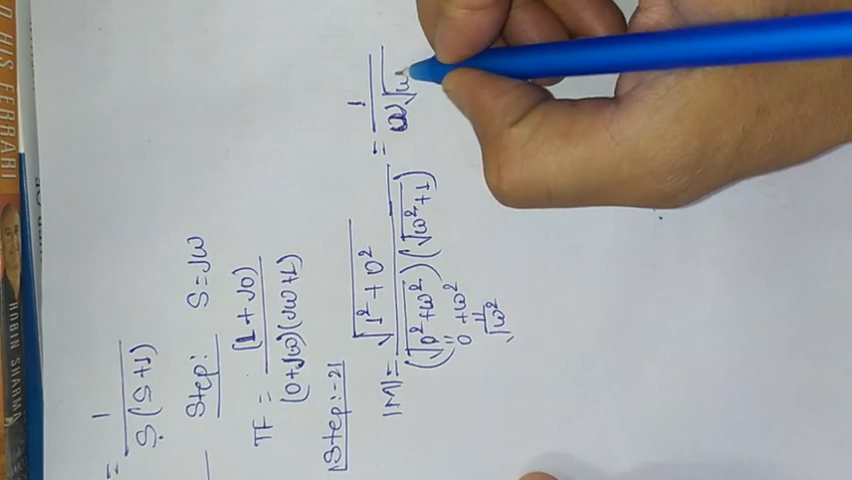 = 1 / S(S+1)
Step: S=jω
TF = (1+j0) / (0+jω)(jω+1)
Step:-2
|M| = √1²+0² / (√0²+ω²)(√ω²+1) = 1 / ω√ω
0+ω²
√ω²
HIS FERRARI
ROBIN SHARMA